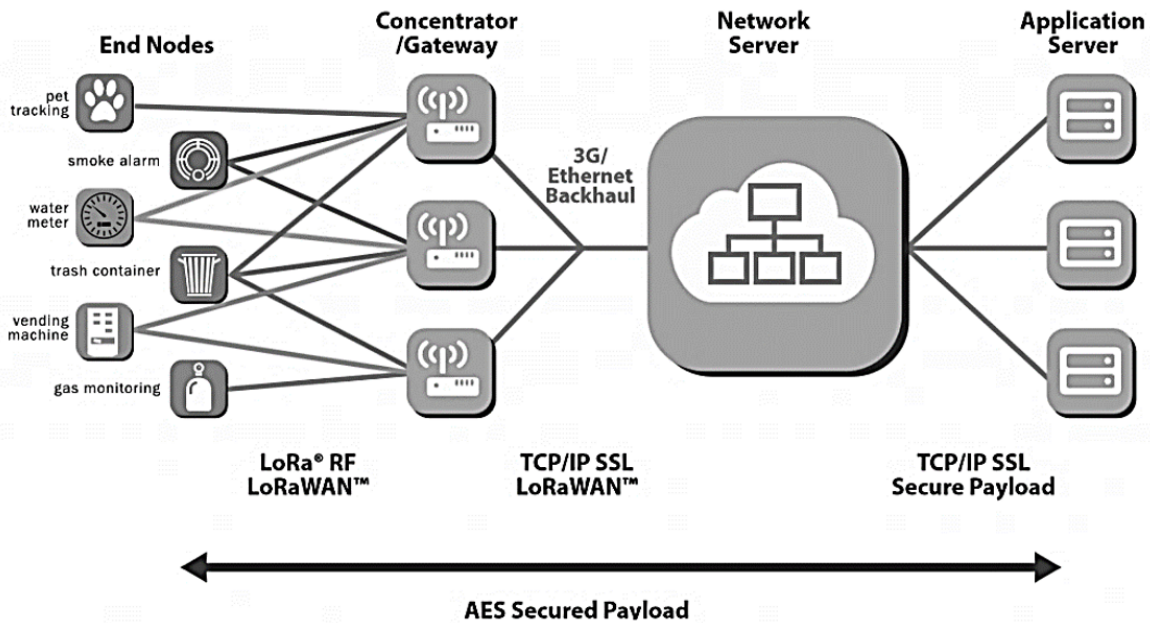 End Nodes
Concentrator
/Gateway
Network
Server
Application
Server
pet
tracking
smoke alarm
water
meter
trash container
vending
machine
gas monitoring
3G/
Ethernet
Backhaul
LoRa® RF
LoRaWAN™
TCP/IP SSL
LoRaWAN™
TCP/IP SSL
Secure Payload
AES Secured Payload